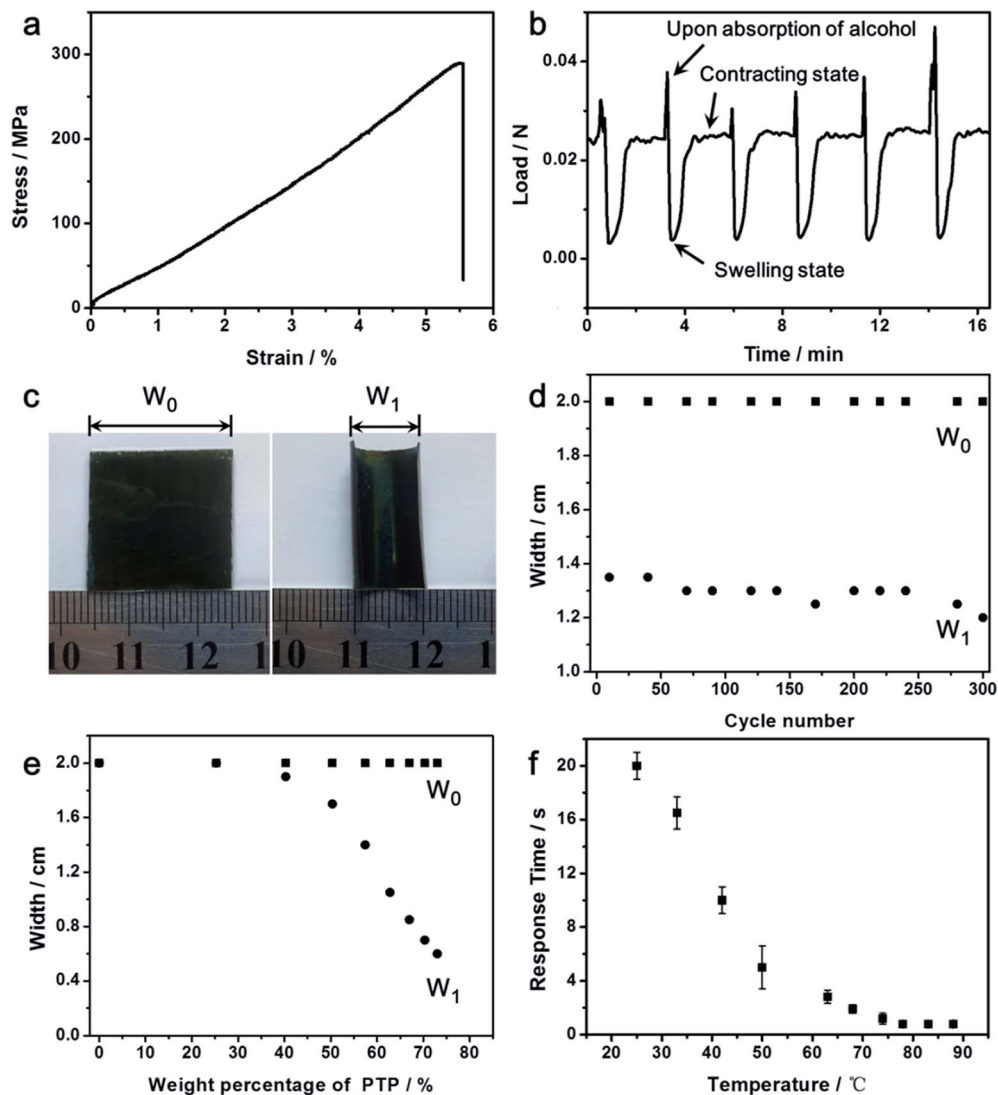 a
300
200
100
0
Stress / MPa
0 1 2 3 4 5 6
Strain / %
b
Upon absorption of alcohol
Contracting state
Swelling state
0.04
0.02
0.00
Load / N
0 4 8 12 16
Time / min
c
W0
W1
10 11 12 1
10 11 12 1
d
2.0
1.8
1.6
1.4
1.2
1.0
Width / cm
W0
W1
0 50 100 150 200 250 300
Cycle number
e
2.0
1.6
1.2
0.8
0.4
0.0
Width / cm
W0
W1
0 10 20 30 40 50 60 70 80
Weight percentage of PTP / %
f
20
16
12
8
4
0
Response Time / s
20 30 40 50 60 70 80 90
Temperature / ℃